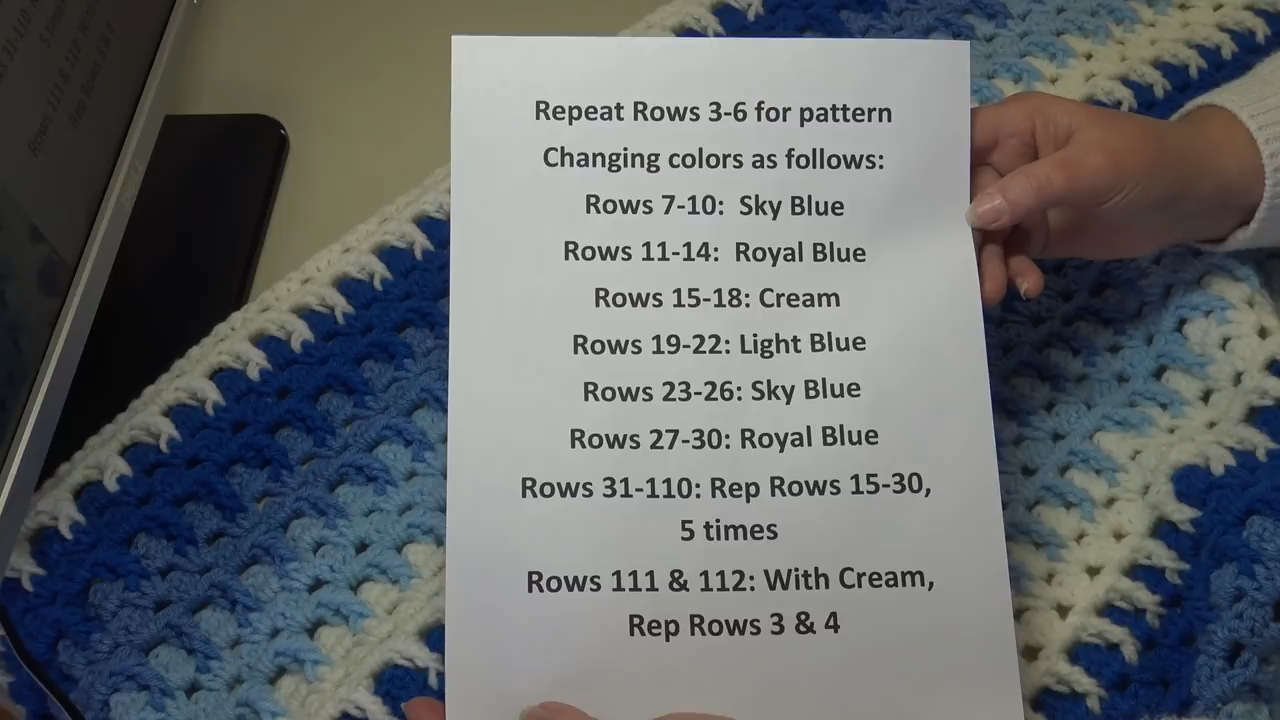 Repeat Rows 3-6 for pattern
Changing colors as follows:
Rows 7-10: Sky Blue
Rows 11-14: Royal Blue
Rows 15-18: Cream
Rows 19-22: Light Blue
Rows 23-26: Sky Blue
Rows 27-30: Royal Blue
Rows 31-110: Rep Rows 15-30,
5 times
Rows 111 & 112: With Cream,
Rep Rows 3 & 4